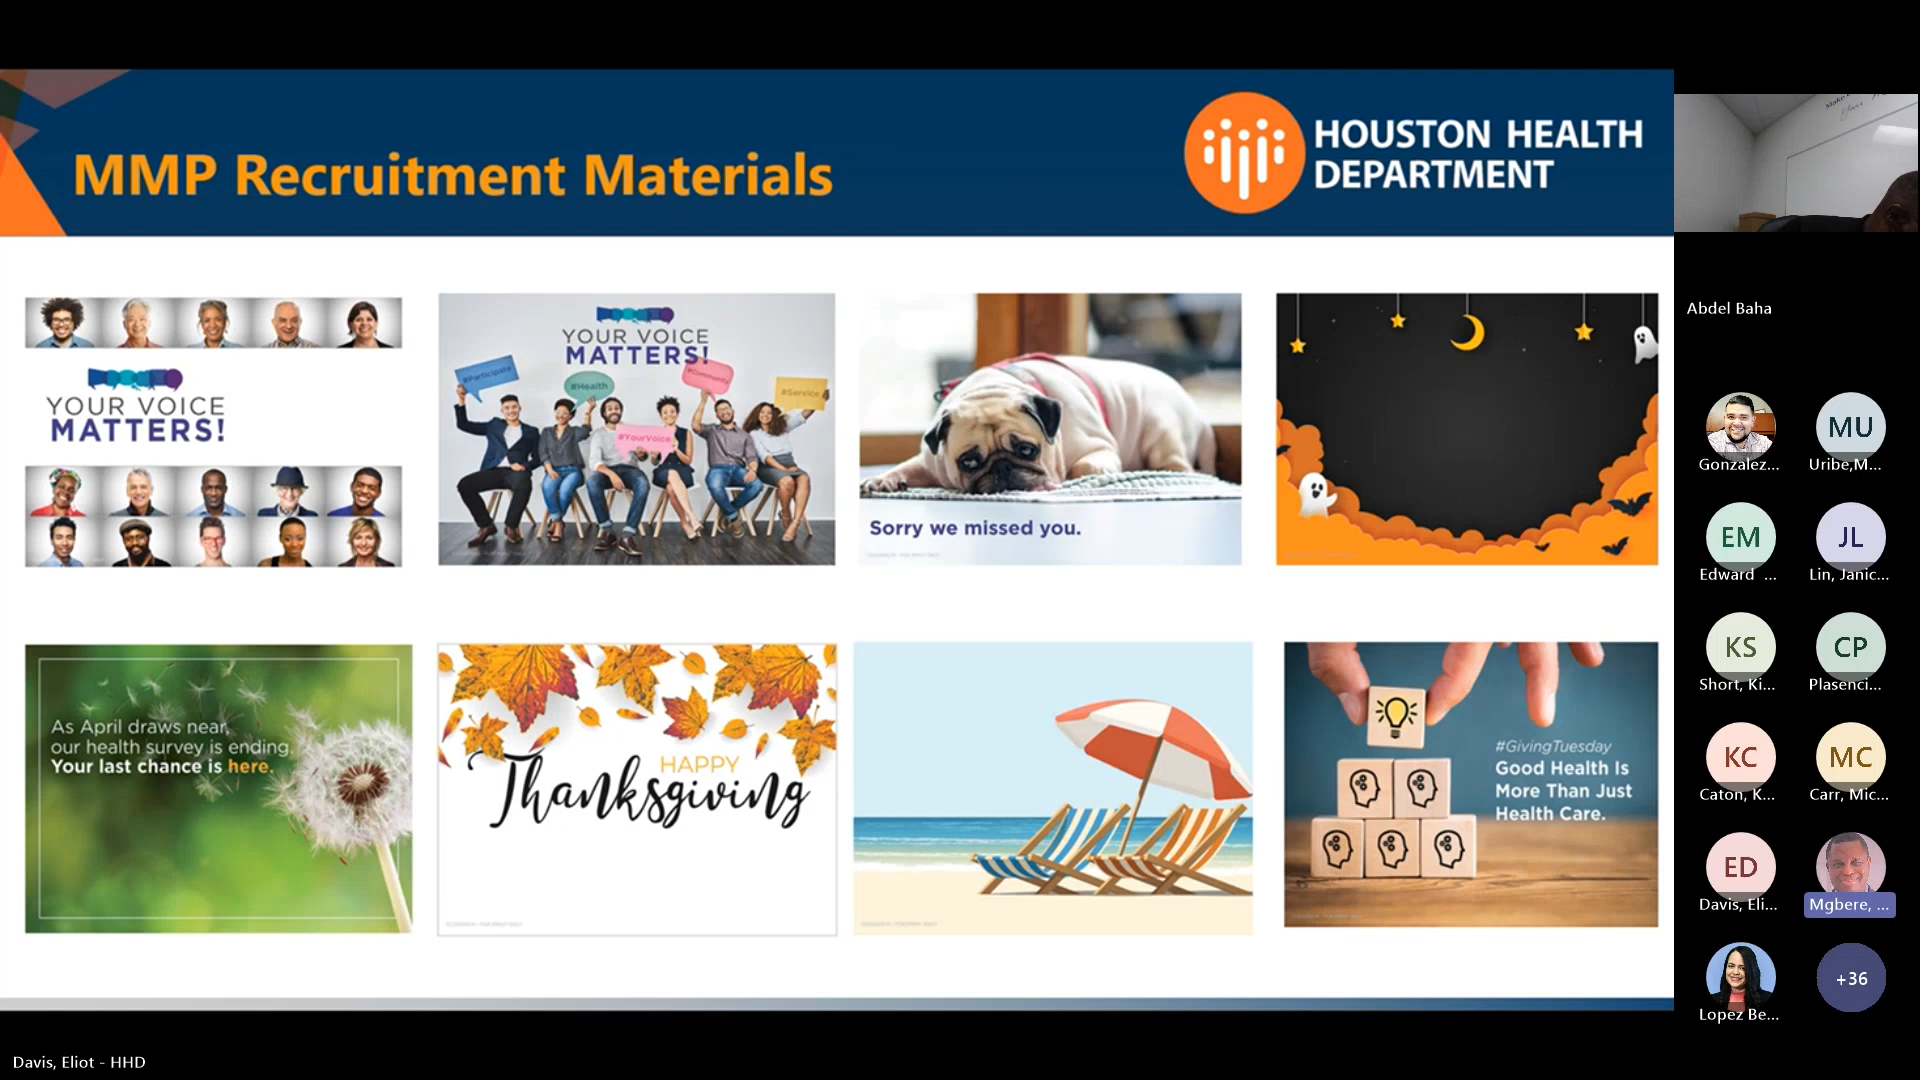 MMP Recruitment Materials
HOUSTON HEALTH
DEPARTMENT
YOUR VOICE
MATTERS!
YOUR VOICE
MATTERS!
#Participate
#Health
#Community
#Service
#YourVoice
Sorry we missed you.
As April draws near,
our health survey is ending.
Your last chance is here.
HAPPY
Thanksgiving
#GivingTuesday
Good Health Is
More Than Just
Health Care.
Abdel Baha
Gonzalez...
MU
Uribe,M...
EM
Edward ...
JL
Lin, Janic...
KS
Short, Ki...
CP
Plasenci...
KC
Caton, K...
MC
Carr, Mic...
ED
Davis, Eli...
Mgbere, ...
Lopez Be...
+36
Davis, Eliot - HHD